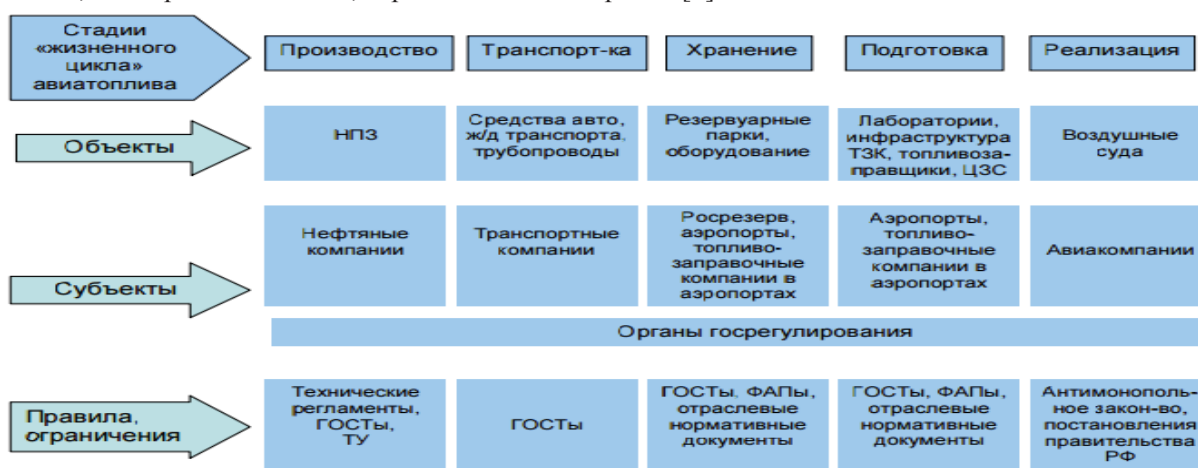 Стадии
«жизненного
цикла»
авиатоплива
Производство
Транспорт-ка
Хранение
Подготовка
Реализация
Объекты
НПЗ
Средства авто,
ж/д транспорта,
трубопроводы
Резервуарные
парки,
оборудование
Лаборатории,
инфраструктура
ТЗК, топливоза-
правщики, ЦЗС
Воздушные
суда
Субъекты
Нефтяные
компании
Транспортные
компании
Росрезерв,
аэропорты,
топливо-
заправочные
компании в
аэропортах
Аэропорты,
топливо-
заправочные
компании в
аэропортах
Авиакомпании
Органы госрегулирования
Правила,
ограничения
Технические
регламенты,
ГОСТы,
ТУ
ГОСТы
ГОСТы, ФАПы,
отраслевые
нормативные
документы
ГОСТы, ФАПы,
отраслевые
нормативные
документы
Антимонополь-
ное закон-во,
постановления
правительства
РФ